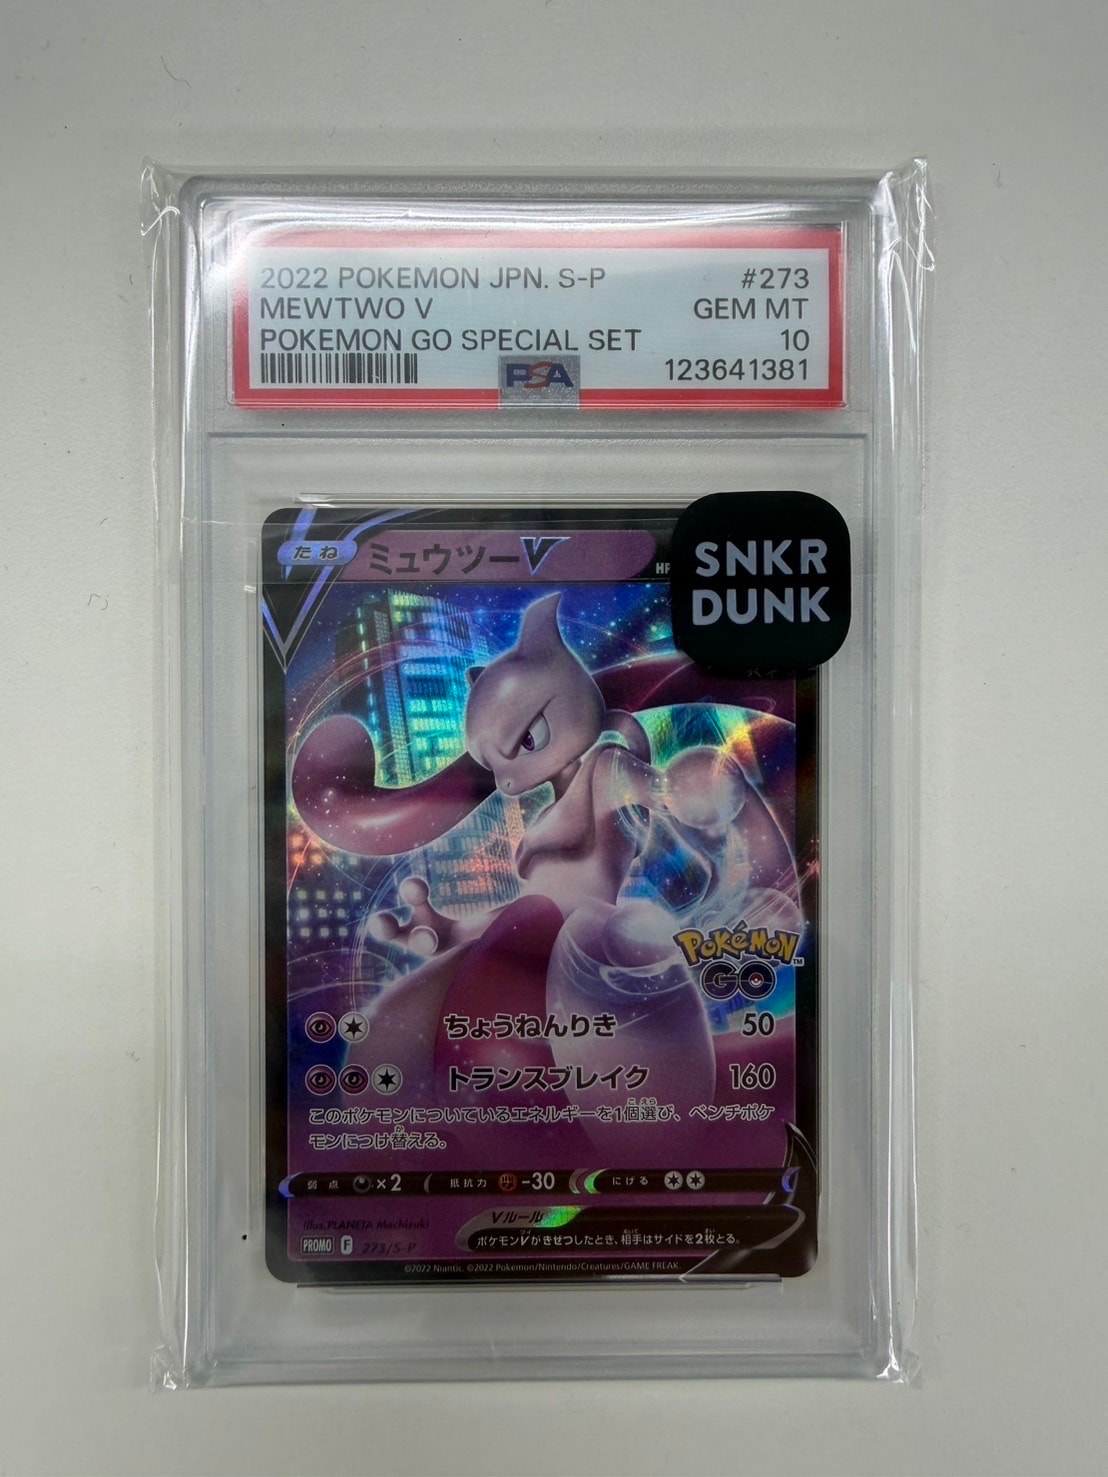 2022 POKEMON JPN. S-P #273
MEWTWO V GEM MT
POKEMON GO SPECIAL SET 10
PSA 123641381
SNKR
DUNK
たね ミュウツーV HP
Pokémon GO™
ちょうねんりき 50
トランスブレイク 160
このポケモンについているエネルギーを1個選び、ベンチポケ
モンにつけ替える。
弱点 ×2 抵抗力 -30 にげる
Vルール
ポケモンVがきぜつしたとき、相手はサイドを2枚とる。
Illus. PLANETA Mochizuki
PROMO F 273/S-P
©2022 Niantic. ©2022 Pokémon/Nintendo/Creatures/GAME FREAK.